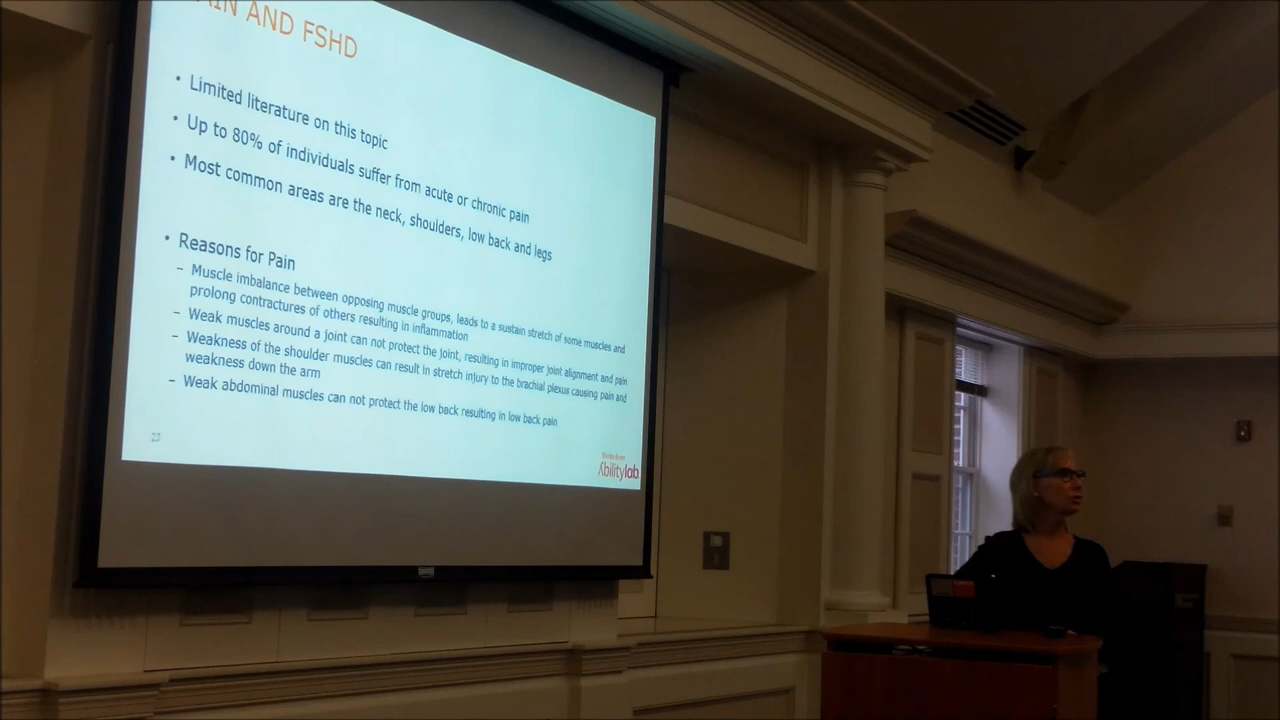 AIN AND FSHD
• Limited literature on this topic
• Up to 80% of individuals suffer from acute or chronic pain
• Most common areas are the neck, shoulders, low back and legs
• Reasons for Pain
– Muscle imbalance between opposing muscle groups, leads to a sustain stretch of some muscles and
prolong contractures of others resulting in inflammation
– Weak muscles around a joint can not protect the joint, resulting in improper joint alignment and pain
– Weakness of the shoulder muscles can result in stretch injury to the brachial plexus causing pain and
weakness down the arm
– Weak abdominal muscles can not protect the low back resulting in low back pain
23
Shirley Ryan
Abilitylab